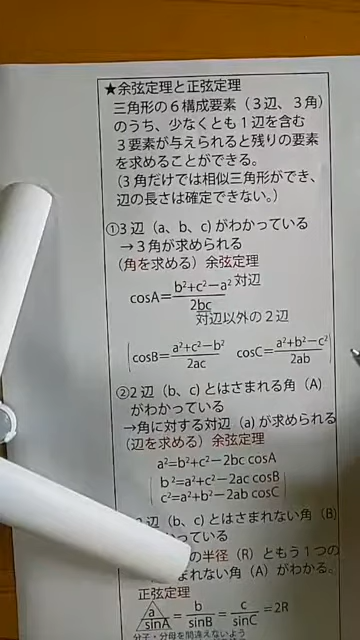 ★余弦定理と正弦定理
三角形の６構成要素（３辺、３角）
のうち、少なくとも１辺を含む
３要素が与えられると残りの要素
を求めることができる。
（３角だけでは相似三角形ができ、
辺の長さは確定できない。）
①３辺（a、b、c）がわかっている
→３角が求められる
（角を求める）余弦定理
cosA=(b²+c²−a²)/2bc 対辺
対辺以外の２辺
cosB=(a²+c²−b²)/2ac cosC=(a²+b²−c²)/2ab
②２辺（b、c）とはさまれる角（A）
がわかっている
→角に対する対辺（a）が求められる
（辺を求める）余弦定理
a²=b²+c²−2bc cosA
b²=a²+c²−2ac cosB
c²=a²+b²−2ab cosC
辺（b、c）とはさまない角（B）
っている
の半径（R）ともう１つの
まれない角（A）がわかる。
正弦定理
a/sinA=b/sinB=c/sinC=2R
分子・分母を間違えないよう